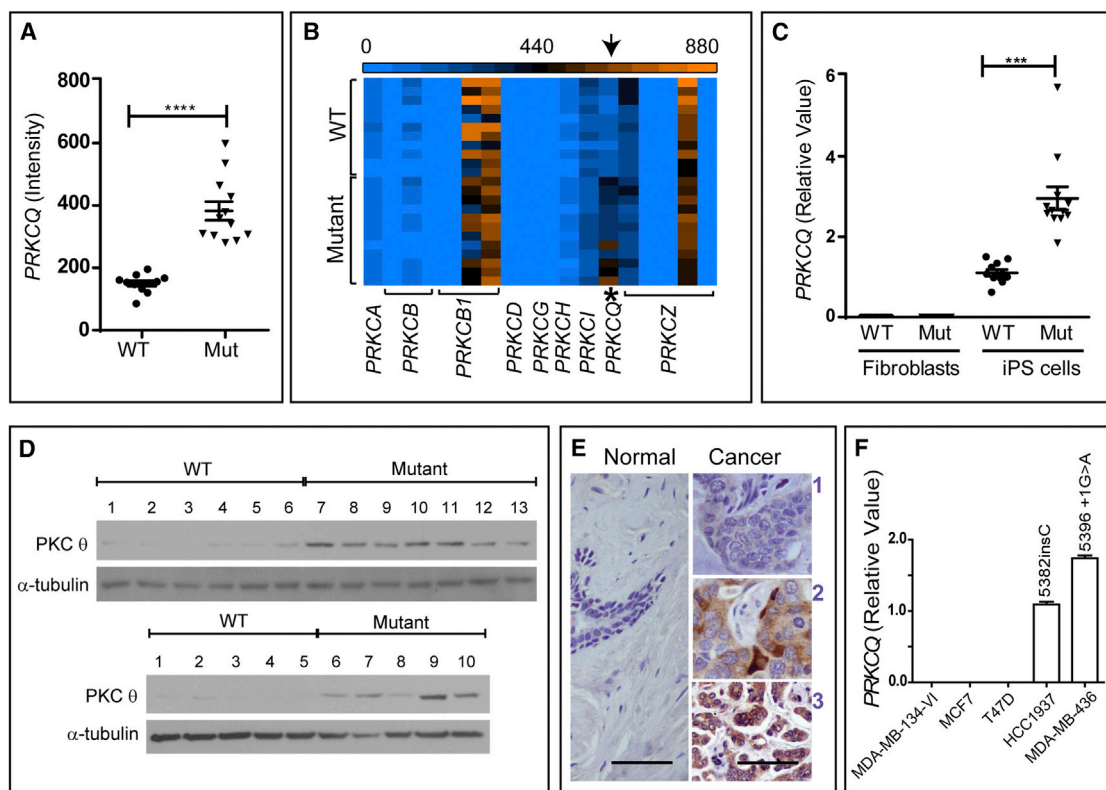 A
PRKCQ (Intensity)
800
600
400
200
0
****
WT
Mut
B
0
440
880
WT
Mutant
*
PRKCA
PRKCB
PRKCB1
PRKCD
PRKCG
PRKCH
PRKCI
PRKCQ
PRKCZ
C
PRKCQ (Relative Value)
6
4
2
0
***
WT
Mut
WT
Mut
Fibroblasts
iPS cells
D
WT
Mutant
1 2 3 4 5 6 7 8 9 10 11 12 13
PKC θ
α-tubulin
WT
Mutant
1 2 3 4 5 6 7 8 9 10
PKC θ
α-tubulin
E
Normal
Cancer
1
2
3
F
PRKCQ (Relative Value)
2.0
1.0
0.0
5382insC
5396 +1G>A
MDA-MB-134-VI
MCF7
T47D
HCC1937
MDA-MB-436